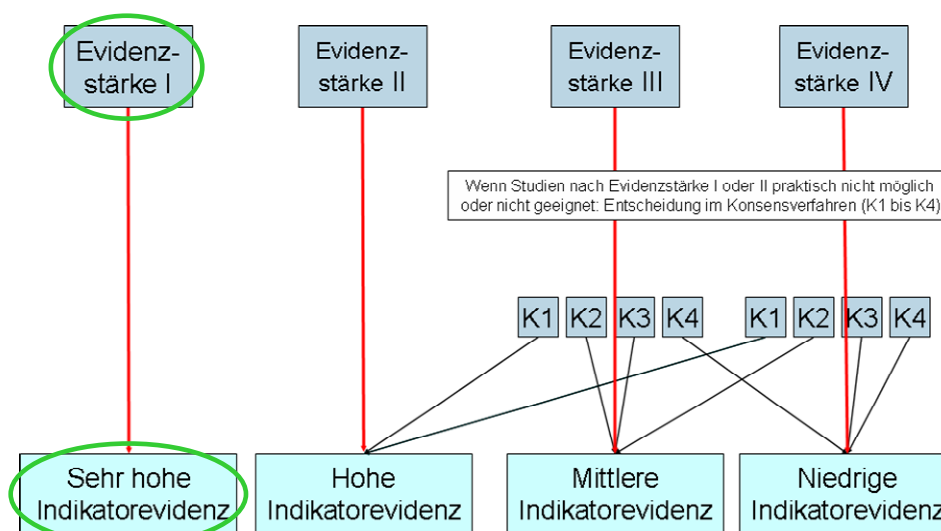 Evidenz-
stärke I
Evidenz-
stärke II
Evidenz-
stärke III
Evidenz-
stärke IV
Wenn Studien nach Evidenzstärke I oder II praktisch nicht möglich
oder nicht geeignet: Entscheidung im Konsensverfahren (K1 bis K4)
K1 K2 K3 K4 K1 K2 K3 K4
Sehr hohe
Indikatorevidenz
Hohe
Indikatorevidenz
Mittlere
Indikatorevidenz
Niedrige
Indikatorevidenz